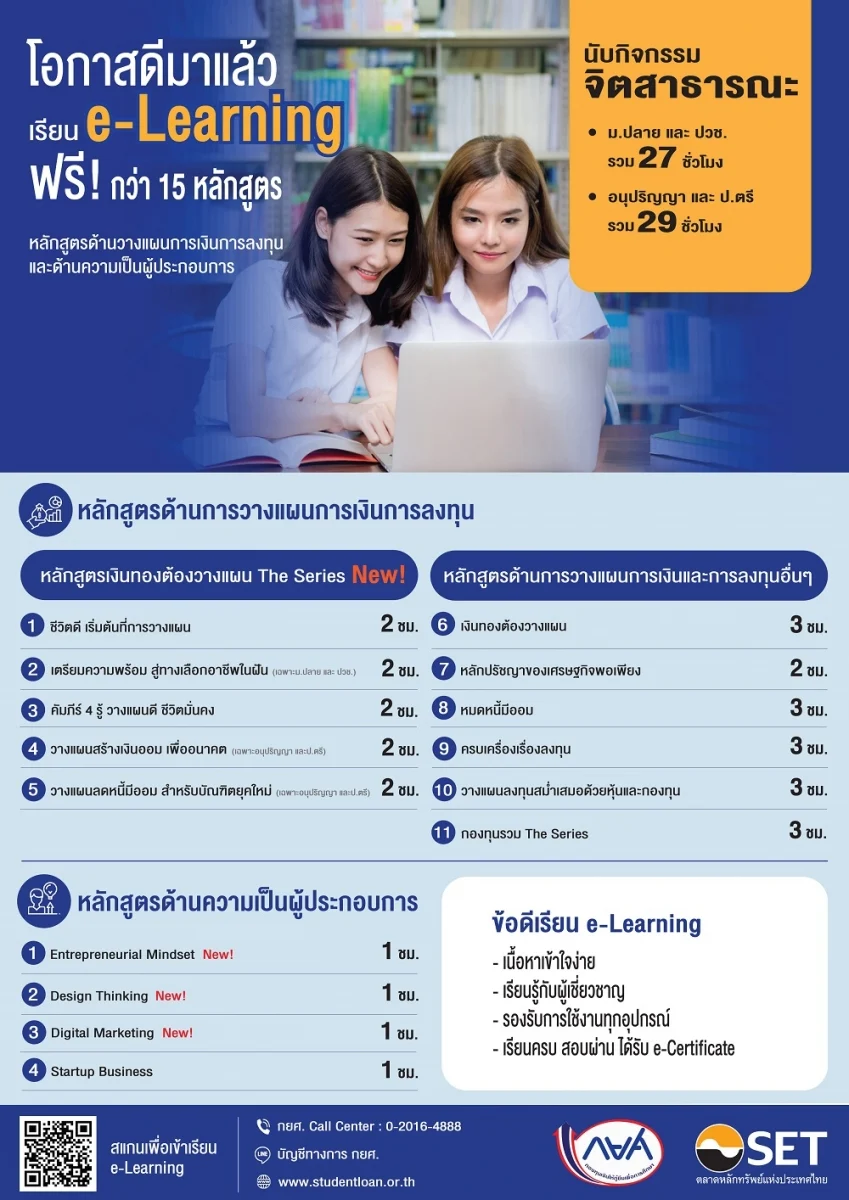 โอกาสดีมาแล้ว
เรียน e-Learning
ฟรี! กว่า 15 หลักสูตร
หลักสูตรด้านวางแผนการเงินการลงทุน
และด้านความเป็นผู้ประกอบการ
นับกิจกรรม
จิตสาธารณะ
• ม.ปลาย และ ปวช.
รวม 27 ชั่วโมง
• อนุปริญญา และ ป.ตรี
รวม 29 ชั่วโมง
หลักสูตรด้านการวางแผนการเงินการลงทุน
หลักสูตรเงินทองต้องวางแผน The Series New!
1 ชีวิตดี เริ่มต้นที่การวางแผน 2 ชม.
2 เตรียมความพร้อม สู่ทางเลือกอาชีพในฝัน (เฉพาะม.ปลาย และ ปวช.) 2 ชม.
3 คัมภีร์ 4 รู้ วางแผนดี ชีวิตมั่นคง 2 ชม.
4 วางแผนสร้างเงินออม เพื่ออนาคต (เฉพาะอนุปริญญา และป.ตรี) 2 ชม.
5 วางแผนลดหนี้มีออม สำหรับบัณฑิตยุคใหม่ (เฉพาะอนุปริญญา และป.ตรี) 2 ชม.
หลักสูตรด้านการวางแผนการเงินและการลงทุนอื่นๆ
6 เงินทองต้องวางแผน 3 ชม.
7 หลักปรัชญาของเศรษฐกิจพอเพียง 2 ชม.
8 หมดหนี้มีออม 3 ชม.
9 ครบเครื่องเรื่องลงทุน 3 ชม.
10 วางแผนลงทุนสม่ำเสมอด้วยหุ้นและกองทุน 3 ชม.
11 กองทุนรวม The Series 3 ชม.
หลักสูตรด้านความเป็นผู้ประกอบการ
1 Entrepreneurial Mindset New! 1 ชม.
2 Design Thinking New! 1 ชม.
3 Digital Marketing New! 1 ชม.
4 Startup Business 1 ชม.
ข้อดีเรียน e-Learning
- เนื้อหาเข้าใจง่าย
- เรียนรู้กับผู้เชี่ยวชาญ
- รองรับการใช้งานทุกอุปกรณ์
- เรียนครบ สอบผ่าน ได้รับ e-Certificate
สแกนเพื่อเข้าเรียน
e-Learning
กยศ. Call Center : 0-2016-4888
LINE บัญชีทางการ กยศ.
www.studentloan.or.th
กยศ
กองทุนเงินให้กู้ยืมเพื่อการศึกษา
SET
ตลาดหลักทรัพย์แห่งประเทศไทย